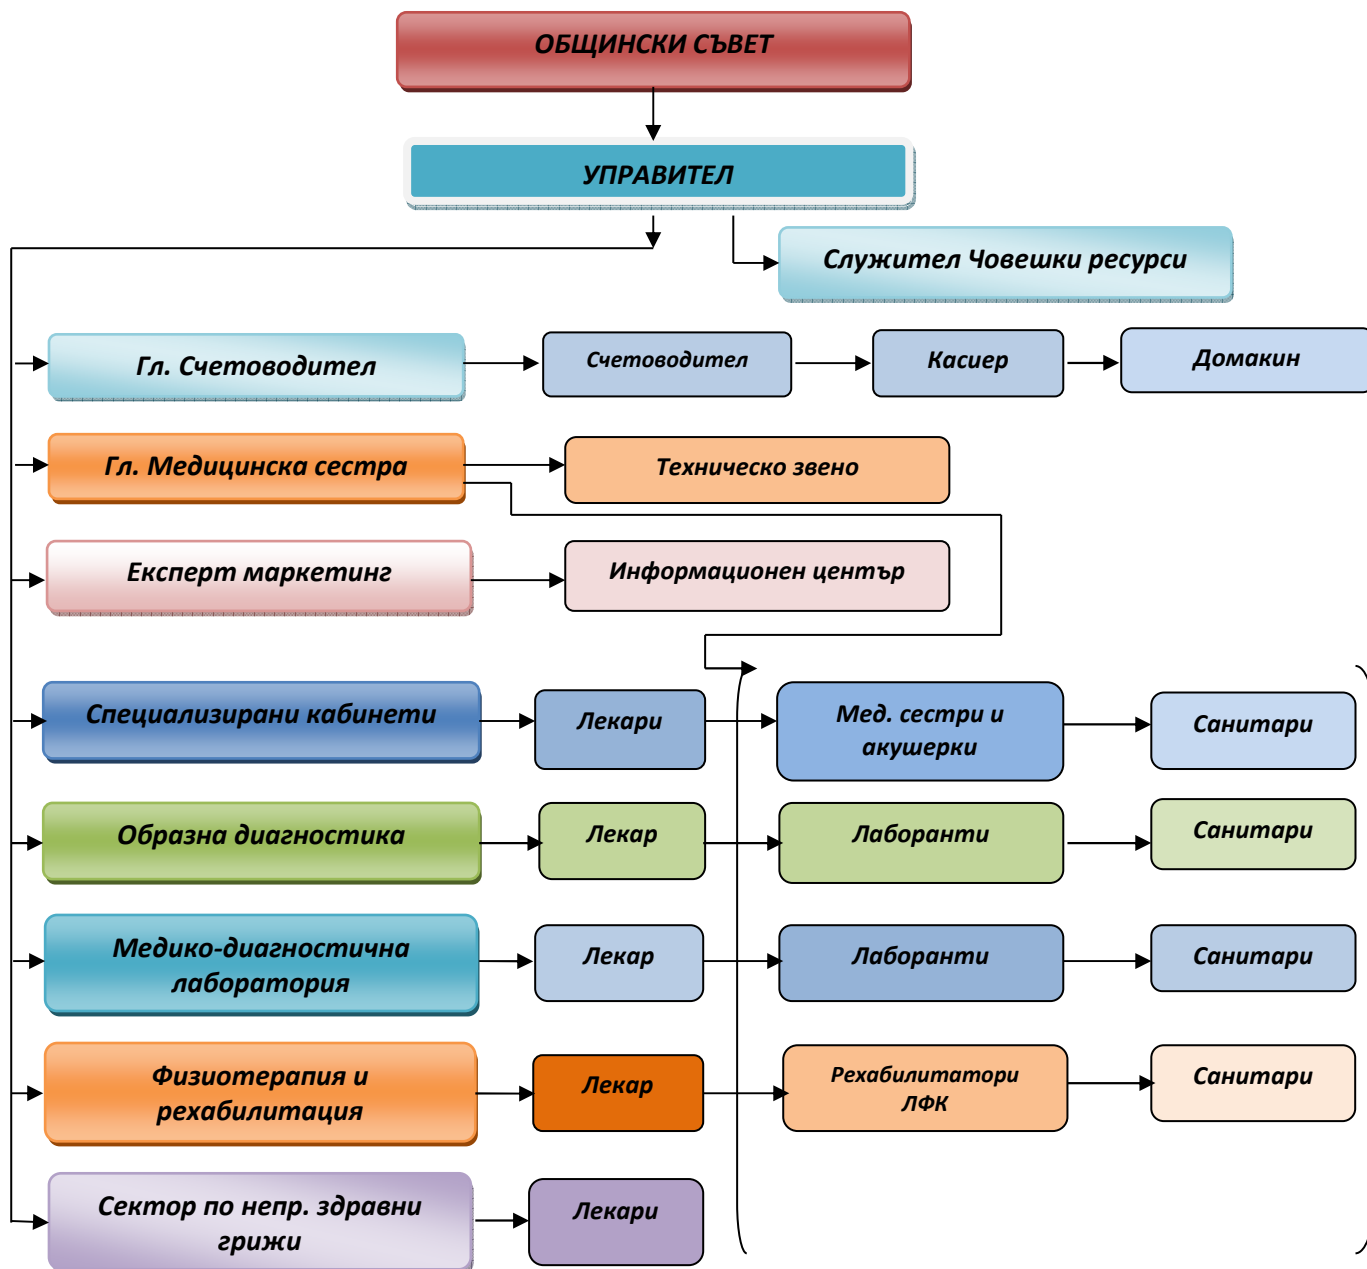 ОБЩИНСКИ СЪВЕТ
УПРАВИТЕЛ
Служител Човешки ресурси
Гл. Счетоводител
Счетоводител
Касиер
Домакин
Гл. Медицинска сестра
Техническо звено
Експерт маркетинг
Информационен център
Специализирани кабинети
Лекари
Мед. сестри и
акушерки
Санитари
Образна диагностика
Лекар
Лаборанти
Санитари
Медико-диагностична
лаборатория
Лекар
Лаборанти
Санитари
Физиотерапия и
рехабилитация
Лекар
Рехабилитатори
ЛФК
Санитари
Сектор по непр. здравни
грижи
Лекари